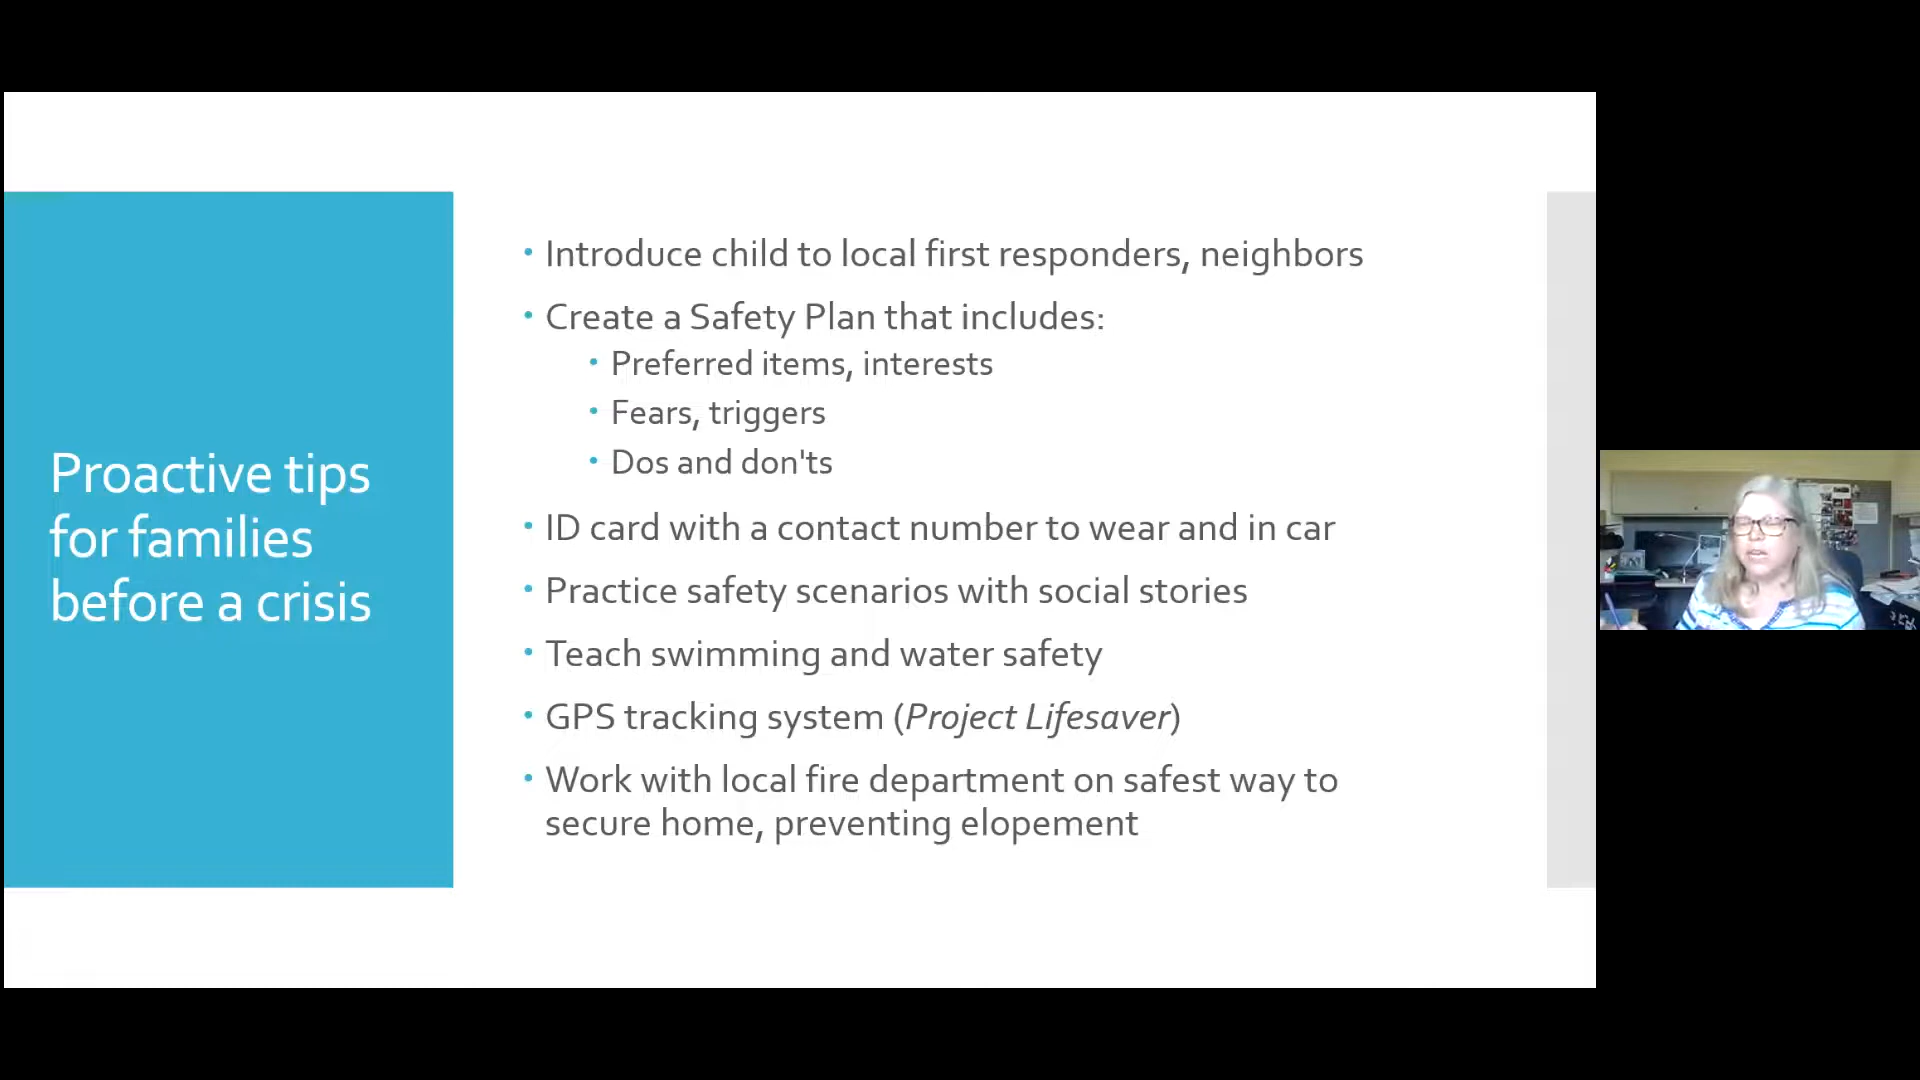 Proactive tips
for families
before a crisis
• Introduce child to local first responders, neighbors
• Create a Safety Plan that includes:
• Preferred items, interests
• Fears, triggers
• Dos and don'ts
• ID card with a contact number to wear and in car
• Practice safety scenarios with social stories
• Teach swimming and water safety
• GPS tracking system (Project Lifesaver)
• Work with local fire department on safest way to
secure home, preventing elopement